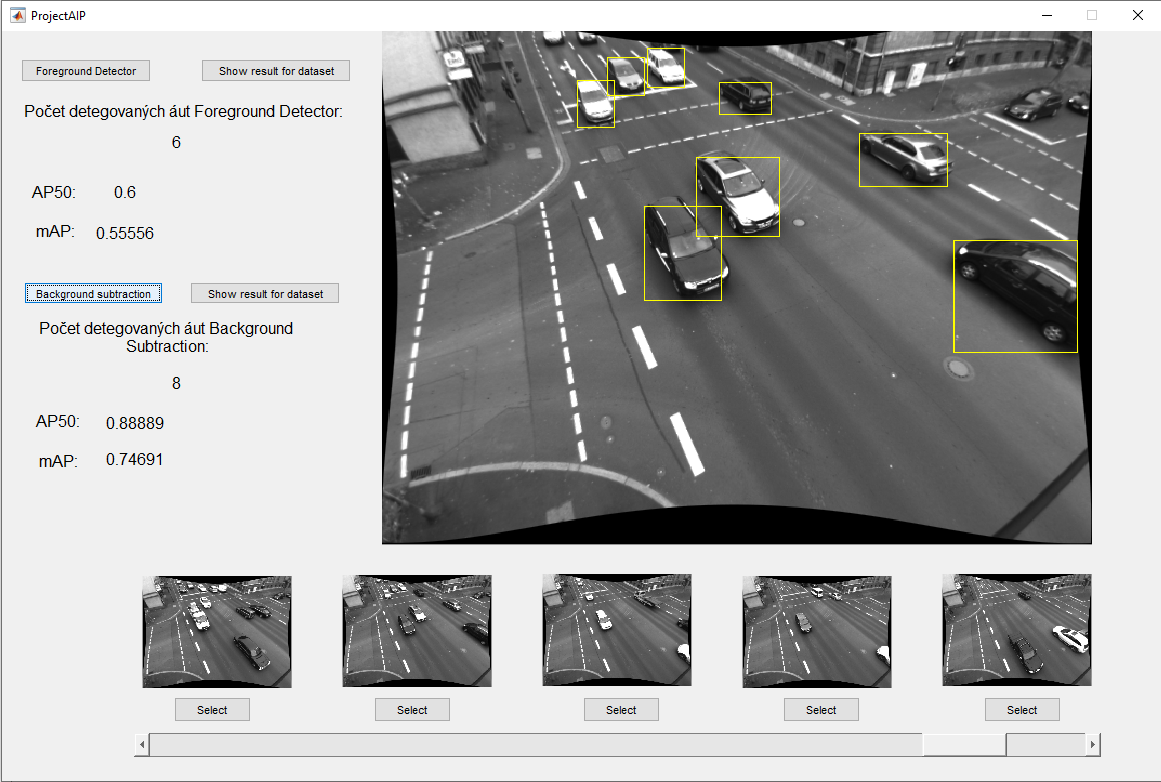 ProjectAIP
Foreground Detector
Show result for dataset
Počet detegovaných áut Foreground Detector:
6
AP50: 0.6
mAP: 0.55556
Background subtraction
Show result for dataset
Počet detegovaných áut Background
Subtraction:
8
AP50: 0.88889
mAP: 0.74691
Select
Select
Select
Select
Select